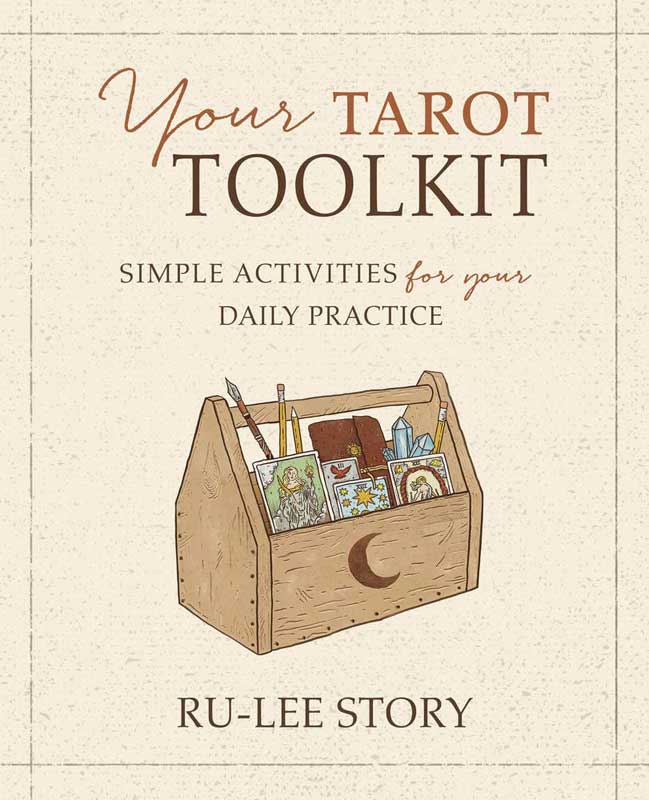 Your TAROT
TOOLKIT
SIMPLE ACTIVITIES for your
DAILY PRACTICE
RU-LEE STORY